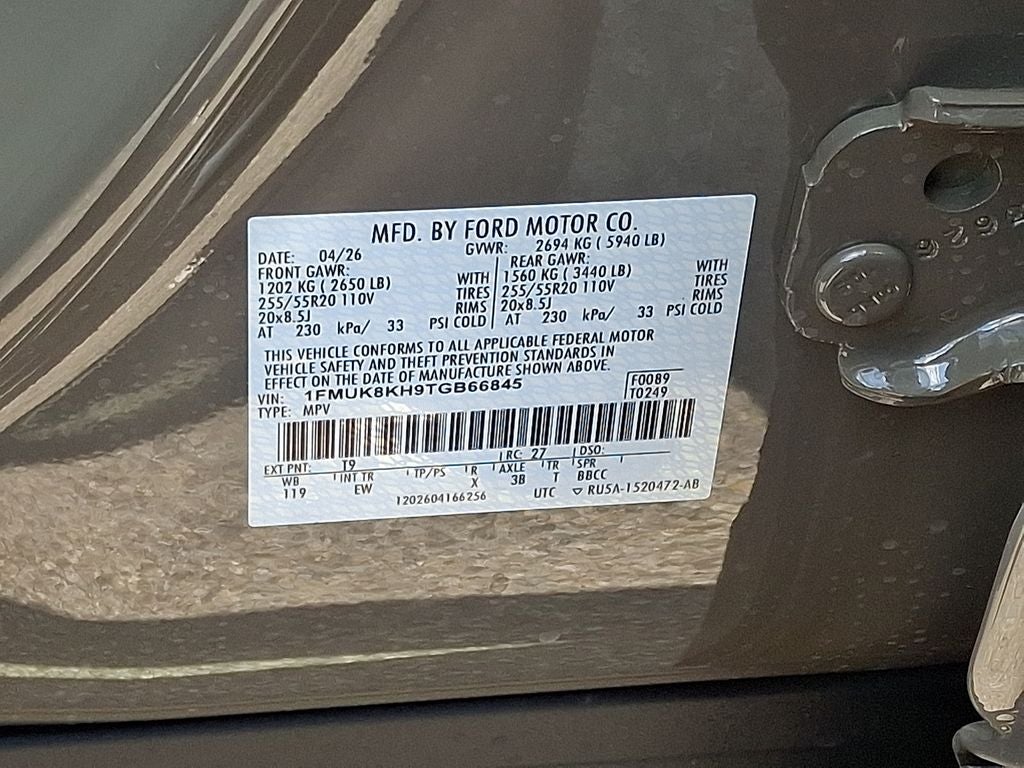 MFD. BY FORD MOTOR CO.
DATE: 04/26 GVWR: 2694 KG ( 5940 LB)
FRONT GAWR: REAR GAWR:
1202 KG ( 2650 LB) WITH 1560 KG ( 3440 LB) WITH
255/55R20 110V TIRES 255/55R20 110V TIRES
20x8.5J RIMS 20x8.5J RIMS
AT 230 kPa/ 33 PSI COLD AT 230 kPa/ 33 PSI COLD
THIS VEHICLE CONFORMS TO ALL APPLICABLE FEDERAL MOTOR
VEHICLE SAFETY AND THEFT PREVENTION STANDARDS IN
EFFECT ON THE DATE OF MANUFACTURE SHOWN ABOVE.
VIN: 1FMUK8KH9TGB66845 F0089
TYPE: MPV T0249
EXT PNT: T9 RC: 27 DSO:
WB INT TR TP/PS R AXLE TR SPR
119 EW X 3B T BBCC
1202604166256 UTC ▽ RU5A-1520472-AB